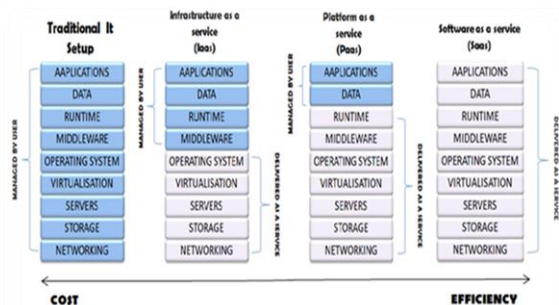 Traditional It
Setup
MANAGED BY USER
AAPLICATIONS
DATA
RUNTIME
MIDDLEWARE
OPERATING SYSTEM
VIRTUALISATION
SERVERS
STORAGE
NETWORKING
Infrastructure as a
service
(Iaas)
MANAGED BY USER
AAPLICATIONS
DATA
RUNTIME
MIDDLEWARE
OPERATING SYSTEM
VIRTUALISATION
SERVERS
STORAGE
NETWORKING
DELIVERED AS A SERVICE
Platform as a
service
(Paas)
MANAGED BY USER
AAPLICATIONS
DATA
RUNTIME
MIDDLEWARE
OPERATING SYSTEM
VIRTUALISATION
SERVERS
STORAGE
NETWORKING
DELIVERED AS A SERVICE
Software as a service
(Saas)
AAPLICATIONS
DATA
RUNTIME
MIDDLEWARE
OPERATING SYSTEM
VIRTUALISATION
SERVERS
STORAGE
NETWORKING
DELIVERED AS A SERVICE
COST
EFFICIENCY